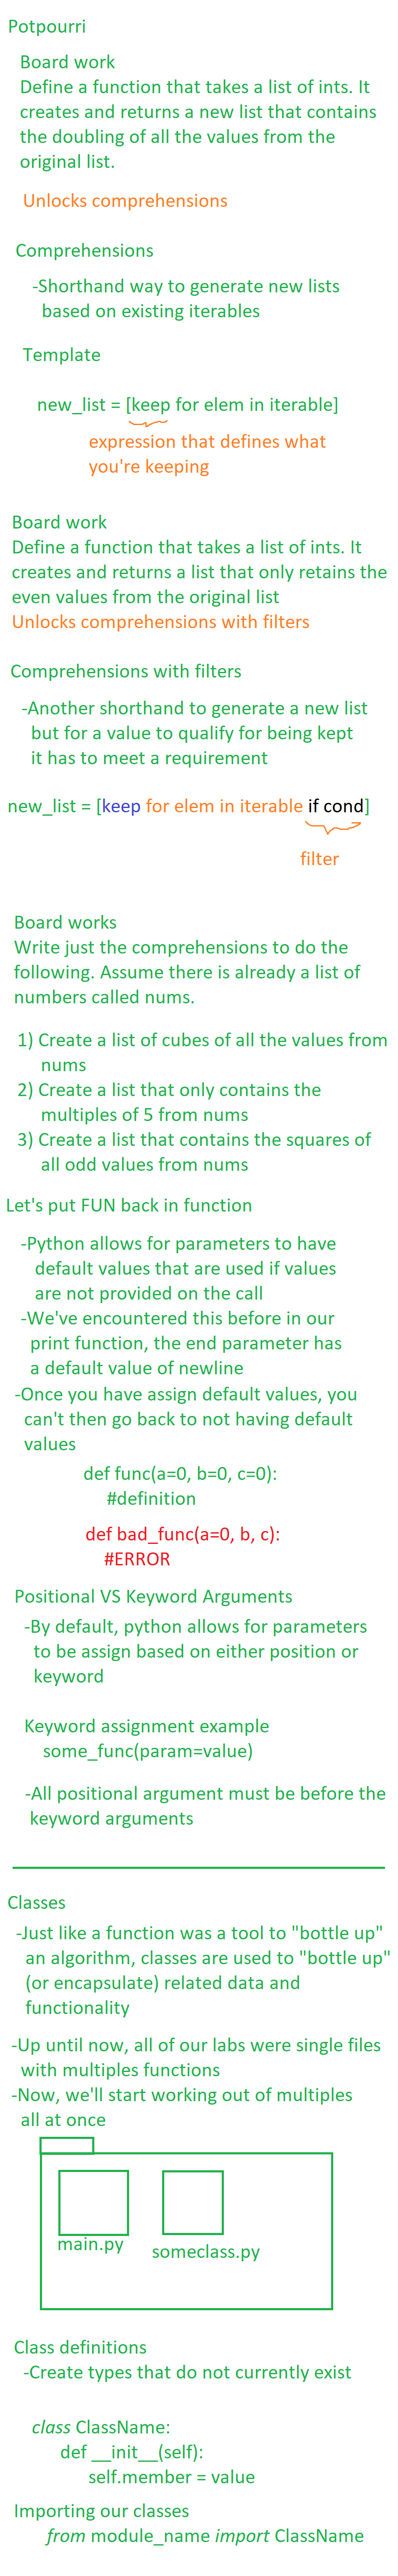 Potpourri
Board work
Define a function that takes a list of ints. It
creates and returns a new list that contains
the doubling of all the values from the
original list.
Unlocks comprehensions
Comprehensions
-Shorthand way to generate new lists
based on existing iterables
Template
new_list = [keep for elem in iterable]
expression that defines what
you're keeping
Board work
Define a function that takes a list of ints. It
creates and returns a list that only retains the
even values from the original list
Unlocks comprehensions with filters
Comprehensions with filters
-Another shorthand to generate a new list
but for a value to qualify for being kept
it has to meet a requirement
new_list = [keep for elem in iterable if cond]
filter
Board works
Write just the comprehensions to do the
following. Assume there is already a list of
numbers called nums.
1) Create a list of cubes of all the values from
nums
2) Create a list that only contains the
multiples of 5 from nums
3) Create a list that contains the squares of
all odd values from nums
Let's put FUN back in function
-Python allows for parameters to have
default values that are used if values
are not provided on the call
-We've encountered this before in our
print function, the end parameter has
a default value of newline
-Once you have assign default values, you
can't then go back to not having default
values
def func(a=0, b=0, c=0):
#definition
def bad_func(a=0, b, c):
#ERROR
Positional VS Keyword Arguments
-By default, python allows for parameters
to be assign based on either position or
keyword
Keyword assignment example
some_func(param=value)
-All positional argument must be before the
keyword arguments
Classes
-Just like a function was a tool to "bottle up"
an algorithm, classes are used to "bottle up"
(or encapsulate) related data and
functionality
-Up until now, all of our labs were single files
with multiples functions
-Now, we'll start working out of multiples
all at once
main.py
someclass.py
Class definitions
-Create types that do not currently exist
class ClassName:
def __init__(self):
self.member = value
Importing our classes
from module_name import ClassName